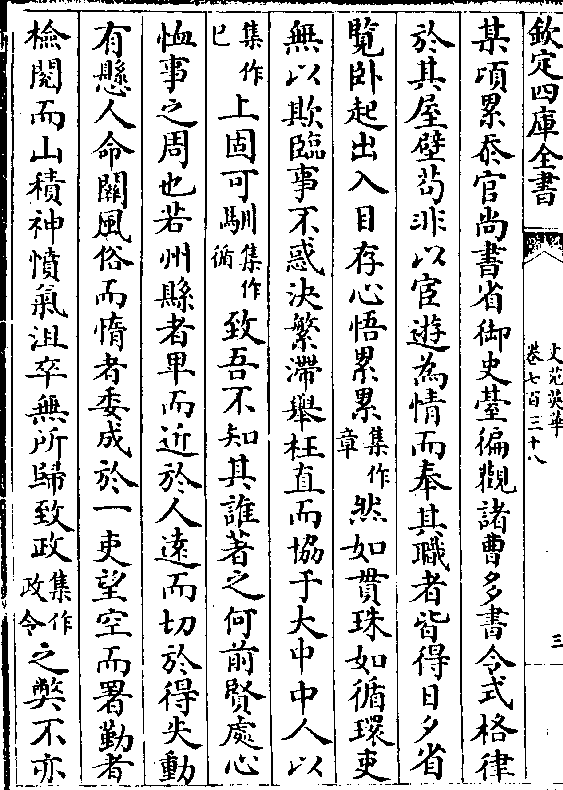 欽定四庫全書
文苑英華
卷七百三十八
三
某項累忝官尚書省御史臺徧觀諸曹多書令式格律
於其屋壁苟非以宦遊為情而奉其職者皆得日夕省
覽卧起出入目存心悟累累集作章然如貫珠如循環吏
無以欺臨事不惑決繁滯舉枉直而協于大中中人以
集作已上固可馴集作循致吾不知其誰著之何前賢處心
恤事之周也若州縣者卑而近於人遠而切於得失動
有懸人命關風俗而惰者委成於一吏望空而署勤者
檢閱而山積神憤氣沮卒無所歸致政集作政令之弊不亦